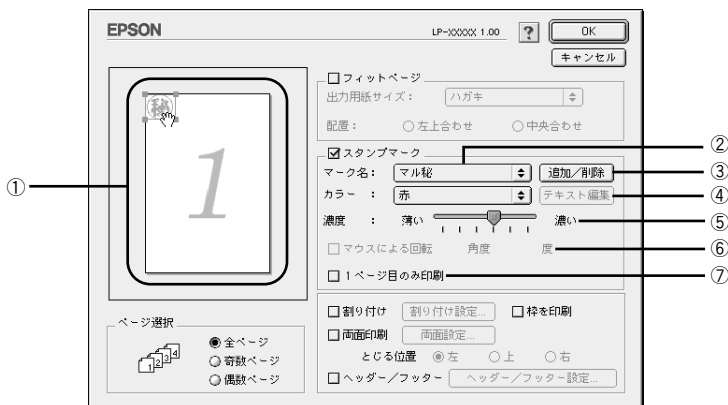 EPSON
LP-XXXXX 1.00
?
OK
キャンセル
フィットページ
出力用紙サイズ： ハガキ
配置： 左上合わせ 中央合わせ
スタンプマーク
マーク名： マル秘 追加／削除
カラー ： 赤 テキスト編集
濃度 ： 薄い 濃い
マウスによる回転 角度 度
1 ページ目のみ印刷
㊙
1
①
②
③
④
⑤
⑥
⑦
ページ選択
1 2 3 4
全ページ
奇数ページ
偶数ページ
割り付け 割り付け設定... 枠を印刷
両面印刷 両面設定...
とじる位置 左 上 右
ヘッダー／フッター ヘッダー／フッター設定...